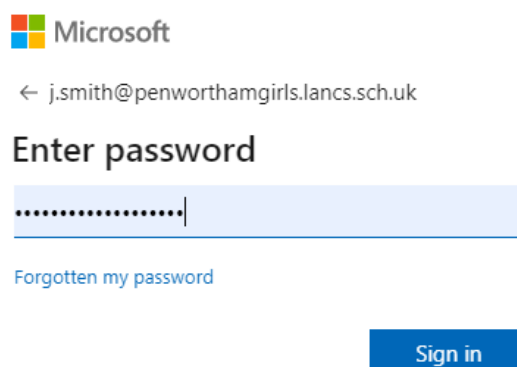 Microsoft
← j.smith@penworthamgirls.lancs.sch.uk
Enter password
•••••••••••••••••••
Forgotten my password
Sign in